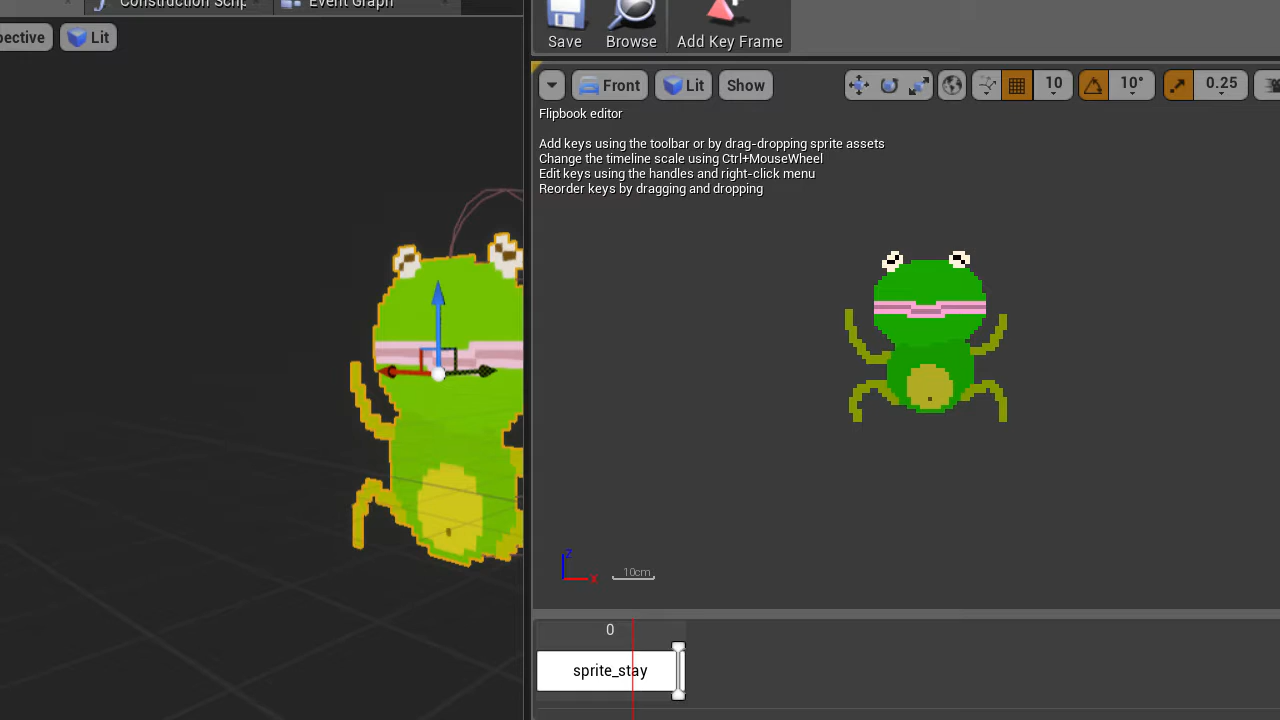 Construction Scrip
Event Graph
pective
Lit
Save
Browse
Add Key Frame
Front
Lit
Show
10
10°
0.25
Flipbook editor
Add keys using the toolbar or by drag-dropping sprite assets
Change the timeline scale using Ctrl+MouseWheel
Edit keys using the handles and right-click menu
Reorder keys by dragging and dropping
Z
X
10cm
0
sprite_stay